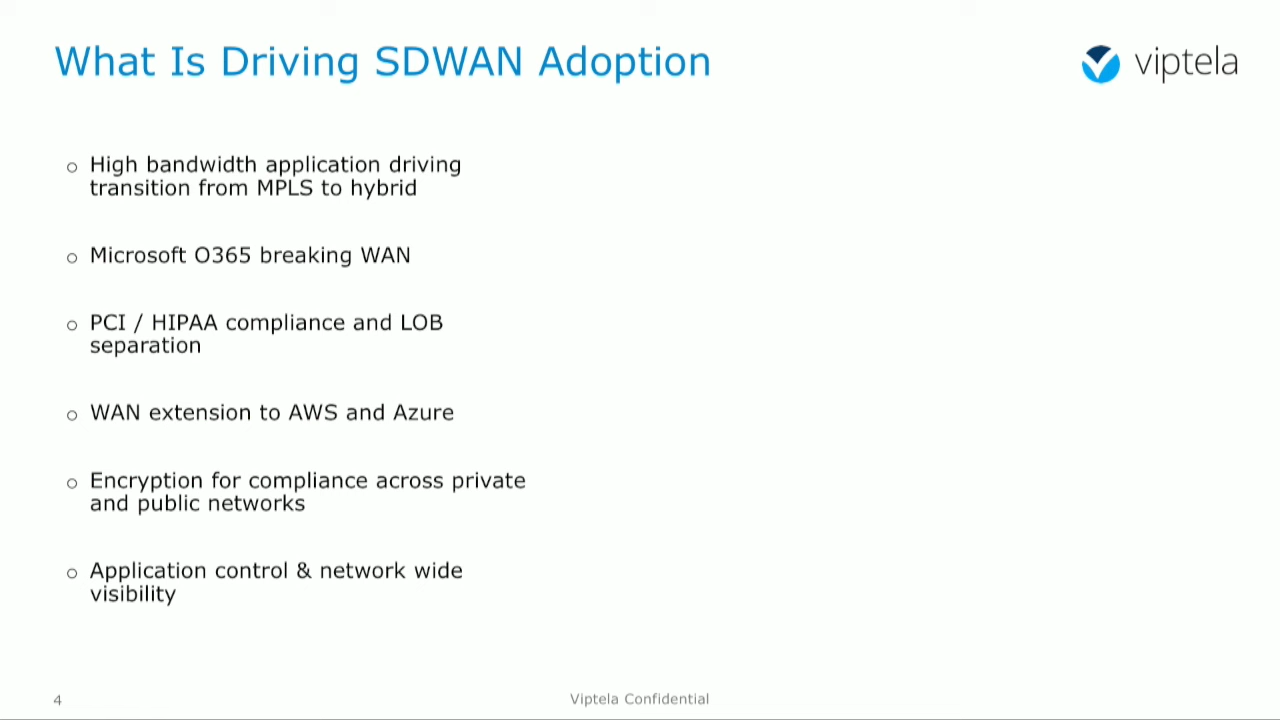 What Is Driving SDWAN Adoption
viptela
○ High bandwidth application driving
transition from MPLS to hybrid
○ Microsoft O365 breaking WAN
○ PCI / HIPAA compliance and LOB
separation
○ WAN extension to AWS and Azure
○ Encryption for compliance across private
and public networks
○ Application control & network wide
visibility
4
Viptela Confidential